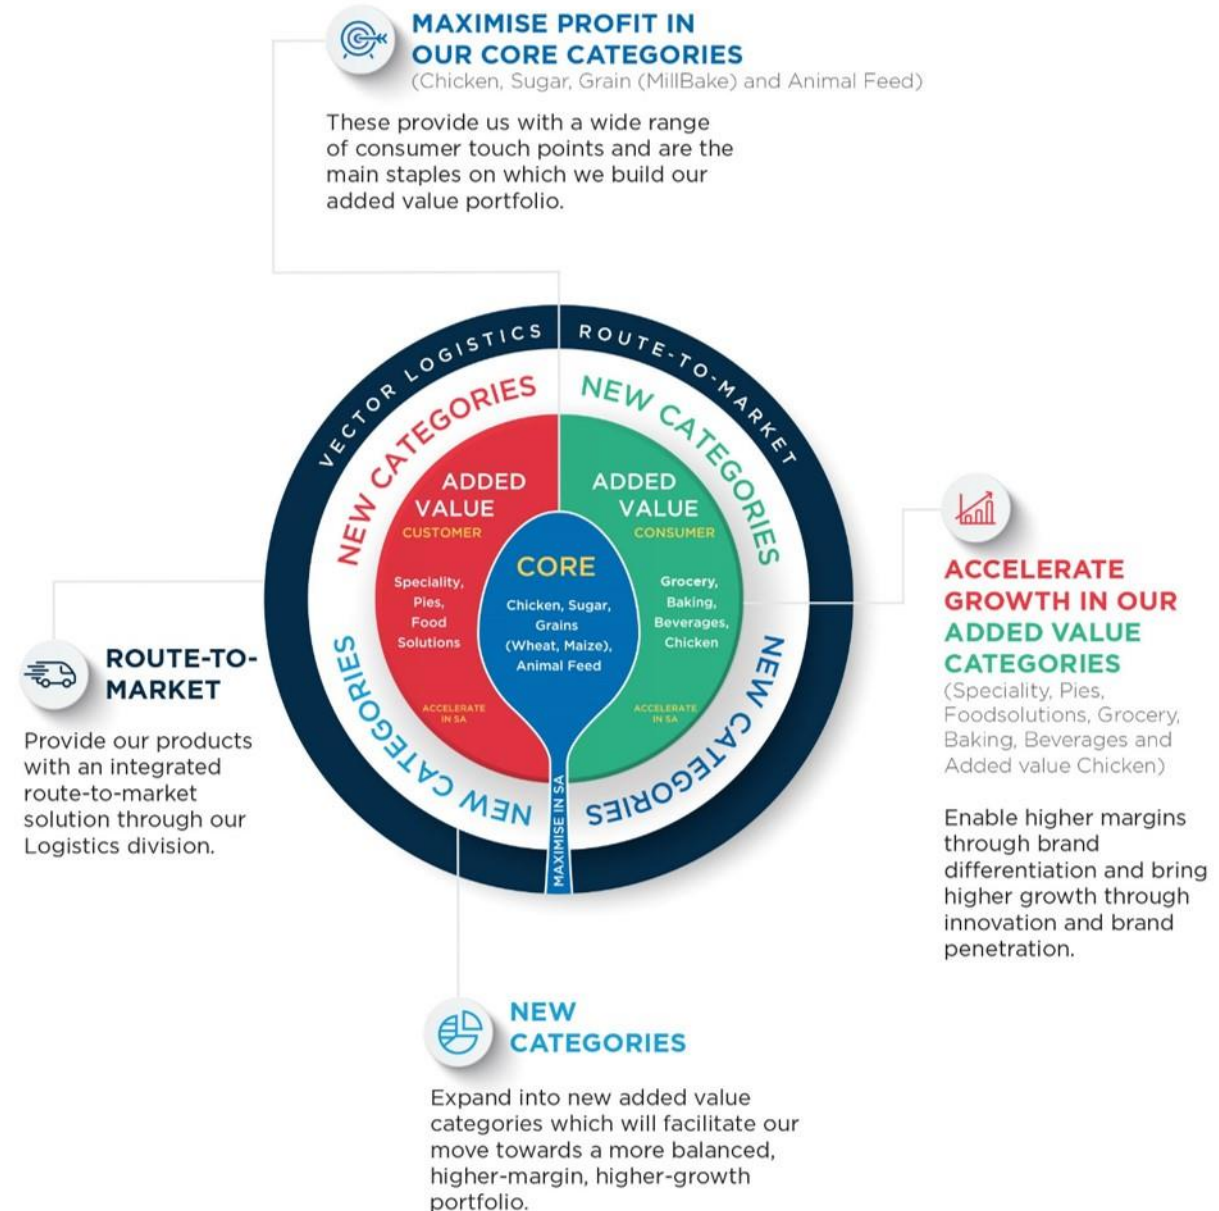 MAXIMISE PROFIT IN
OUR CORE CATEGORIES
(Chicken, Sugar, Grain (MillBake) and Animal Feed)
These provide us with a wide range
of consumer touch points and are the
main staples on which we build our
added value portfolio.
VECTOR LOGISTICS
ROUTE-TO-MARKET
NEW CATEGORIES
NEW CATEGORIES
ADDED
VALUE
CUSTOMER
Speciality,
Pies,
Food
Solutions
ACCELERATE
IN SA
CORE
Chicken, Sugar,
Grains
(Wheat, Maize),
Animal Feed
MAXIMISE IN SA
ADDED
VALUE
CONSUMER
Grocery,
Baking,
Beverages,
Chicken
ACCELERATE
IN SA
NEW CATEGORIES
NEW CATEGORIES
ROUTE-TO-
MARKET
Provide our products
with an integrated
route-to-market
solution through our
Logistics division.
ACCELERATE
GROWTH IN OUR
ADDED VALUE
CATEGORIES
(Speciality, Pies,
Foodsolutions, Grocery,
Baking, Beverages and
Added value Chicken)
Enable higher margins
through brand
differentiation and bring
higher growth through
innovation and brand
penetration.
NEW
CATEGORIES
Expand into new added value
categories which will facilitate our
move towards a more balanced,
higher-margin, higher-growth
portfolio.